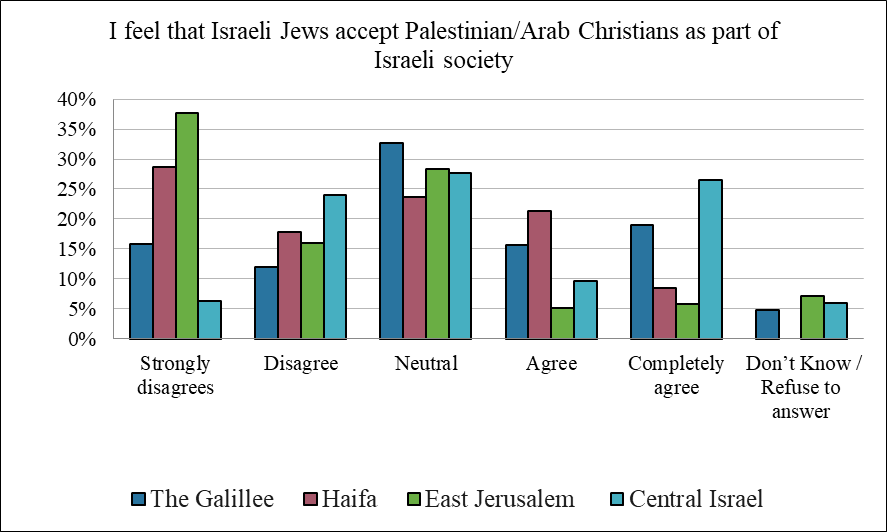 I feel that Israeli Jews accept Palestinian/Arab Christians as part of
Israeli society
40%
35%
30%
25%
20%
15%
10%
5%
0%
Strongly
disagrees
Disagree
Neutral
Agree
Completely
agree
Don’t Know /
Refuse to
answer
The Galillee
Haifa
East Jerusalem
Central Israel